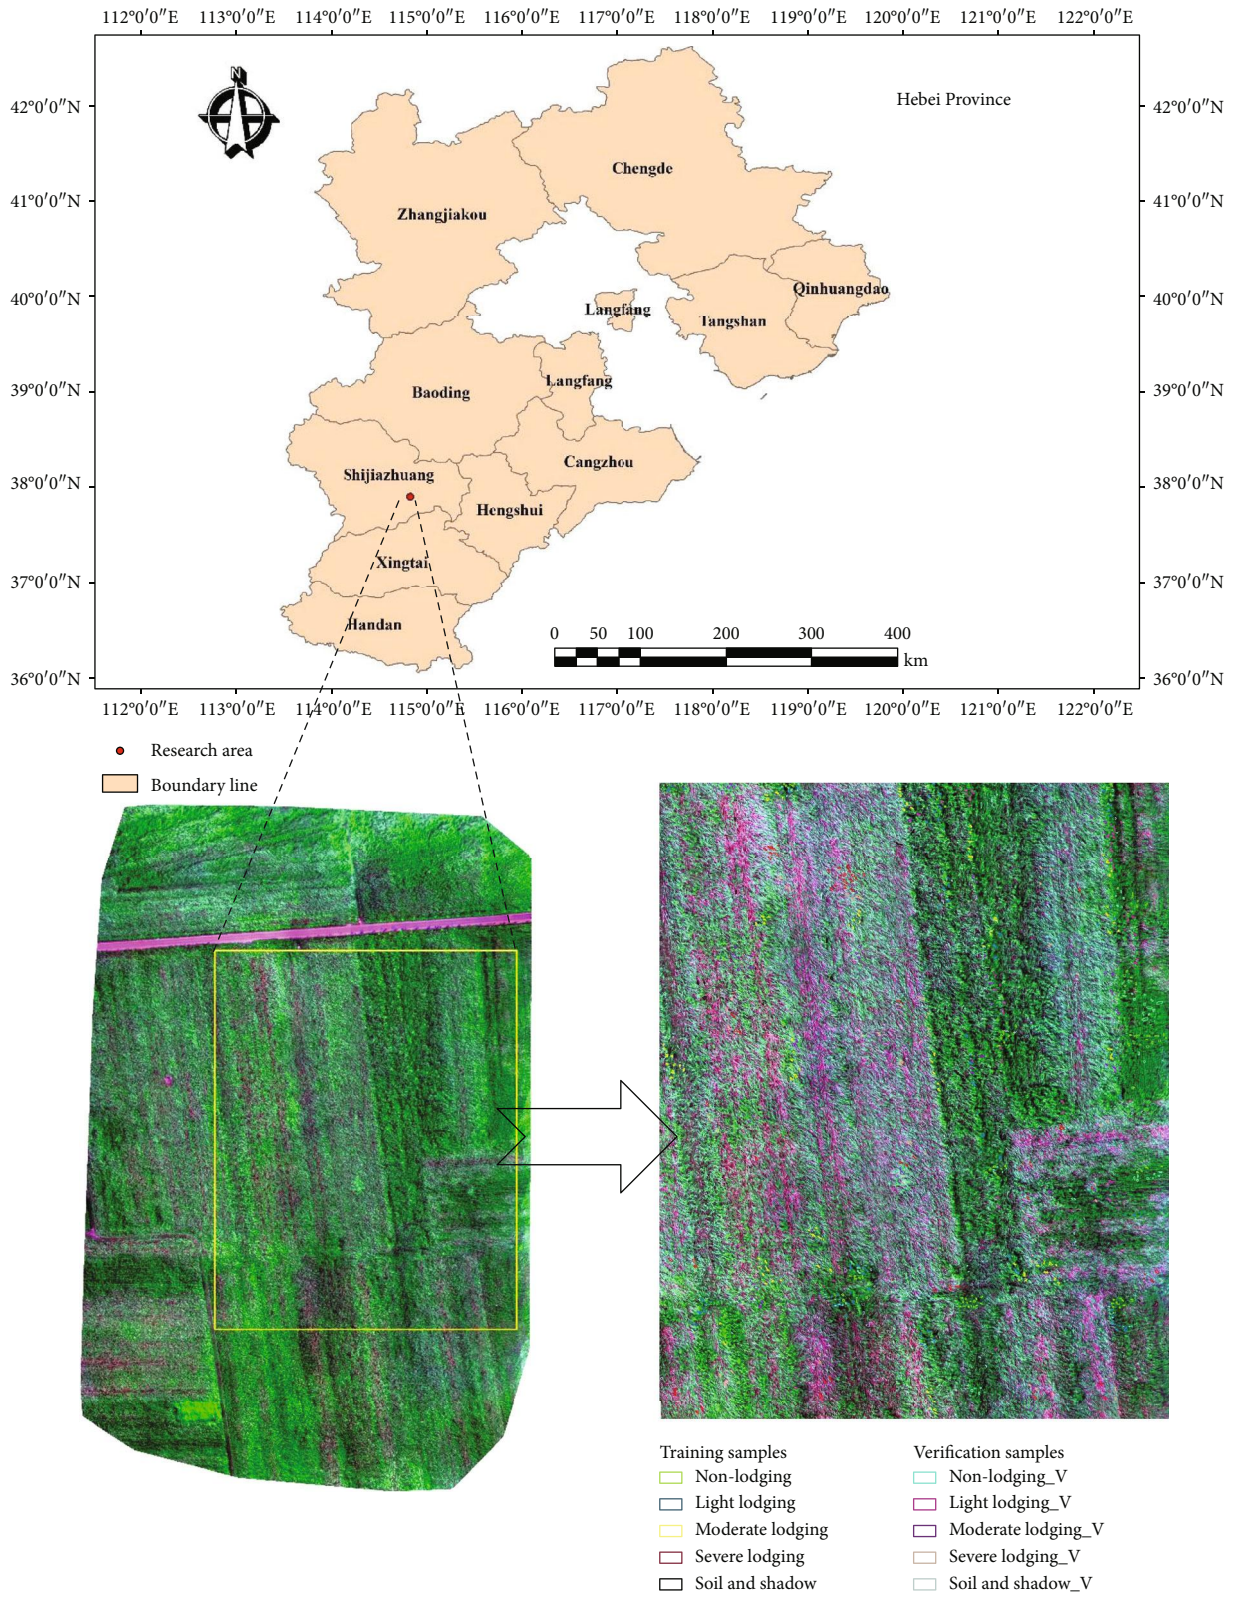 112°0′0″E 113°0′0″E 114°0′0″E 115°0′0″E 116°0′0″E 117°0′0″E 118°0′0″E 119°0′0″E 120°0′0″E 121°0′0″E 122°0′0″E
N
Hebei Province
42°0′0″N 42°0′0″N
Chengde
41°0′0″N 41°0′0″N
Zhangjiakou
Qinhuangdao
40°0′0″N 40°0′0″N
Langfang
Tangshan
Langfang
39°0′0″N 39°0′0″N
Baoding
Cangzhou
Shijiazhuang
38°0′0″N 38°0′0″N
Hengshui
Xingtai
37°0′0″N 37°0′0″N
Handan
0 50 100 200 300 400
km
36°0′0″N 36°0′0″N
112°0′0″E 113°0′0″E 114°0′0″E 115°0′0″E 116°0′0″E 117°0′0″E 118°0′0″E 119°0′0″E 120°0′0″E 121°0′0″E 122°0′0″E
Research area
Boundary line
Training samples
Non-lodging
Light lodging
Moderate lodging
Severe lodging
Soil and shadow
Verification samples
Non-lodging_V
Light lodging_V
Moderate lodging_V
Severe lodging_V
Soil and shadow_V